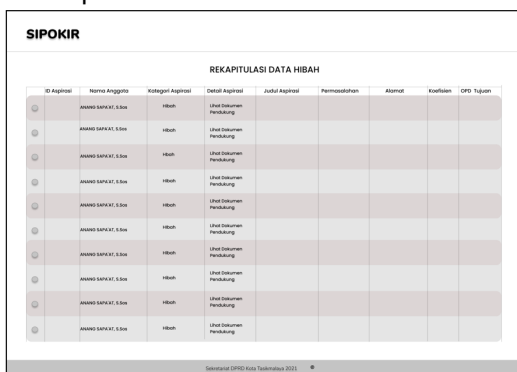 SIPOKIR
REKAPITULASI DATA HIBAH
ID Aspirasi Nama Anggota Kategori Aspirasi Detail Aspirasi Judul Aspirasi Permasalahan Alamat Koefisien OPD Tujuan
ANANG SAPA'AT, S.Sos Hibah Lihat Dokumen
Pendukung
ANANG SAPA'AT, S.Sos Hibah Lihat Dokumen
Pendukung
ANANG SAPA'AT, S.Sos Hibah Lihat Dokumen
Pendukung
ANANG SAPA'AT, S.Sos Hibah Lihat Dokumen
Pendukung
ANANG SAPA'AT, S.Sos Hibah Lihat Dokumen
Pendukung
ANANG SAPA'AT, S.Sos Hibah Lihat Dokumen
Pendukung
ANANG SAPA'AT, S.Sos Hibah Lihat Dokumen
Pendukung
ANANG SAPA'AT, S.Sos Hibah Lihat Dokumen
Pendukung
ANANG SAPA'AT, S.Sos Hibah Lihat Dokumen
Pendukung
ANANG SAPA'AT, S.Sos Hibah Lihat Dokumen
Pendukung
Sekretariat DPRD Kota Tasikmalaya 2021